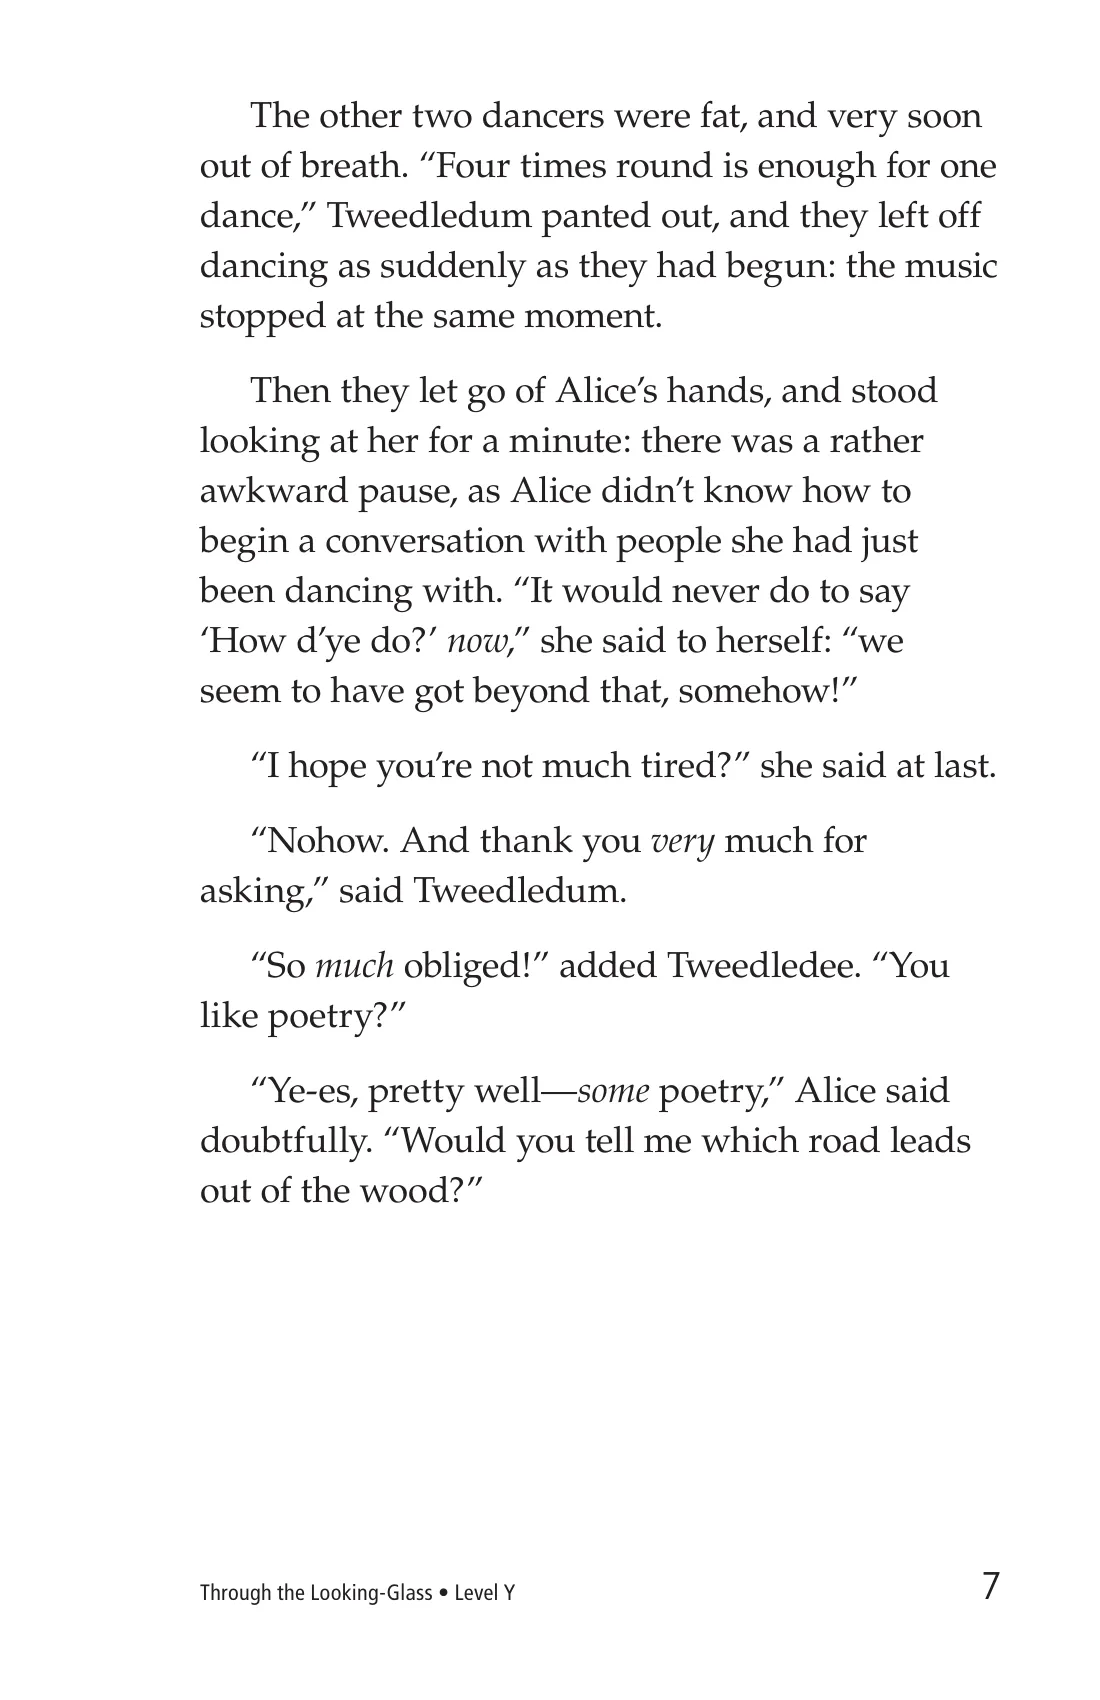 The other two dancers were fat, and very soon
out of breath. “Four times round is enough for one
dance,” Tweedledum panted out, and they left off
dancing as suddenly as they had begun: the music
stopped at the same moment.
Then they let go of Alice’s hands, and stood
looking at her for a minute: there was a rather
awkward pause, as Alice didn’t know how to
begin a conversation with people she had just
been dancing with. “It would never do to say
‘How d’ye do?’ now,” she said to herself: “we
seem to have got beyond that, somehow!”
“I hope you’re not much tired?” she said at last.
“Nohow. And thank you very much for
asking,” said Tweedledum.
“So much obliged!” added Tweedledee. “You
like poetry?”
“Ye-es, pretty well—some poetry,” Alice said
doubtfully. “Would you tell me which road leads
out of the wood?”
Through the Looking-Glass • Level Y
7